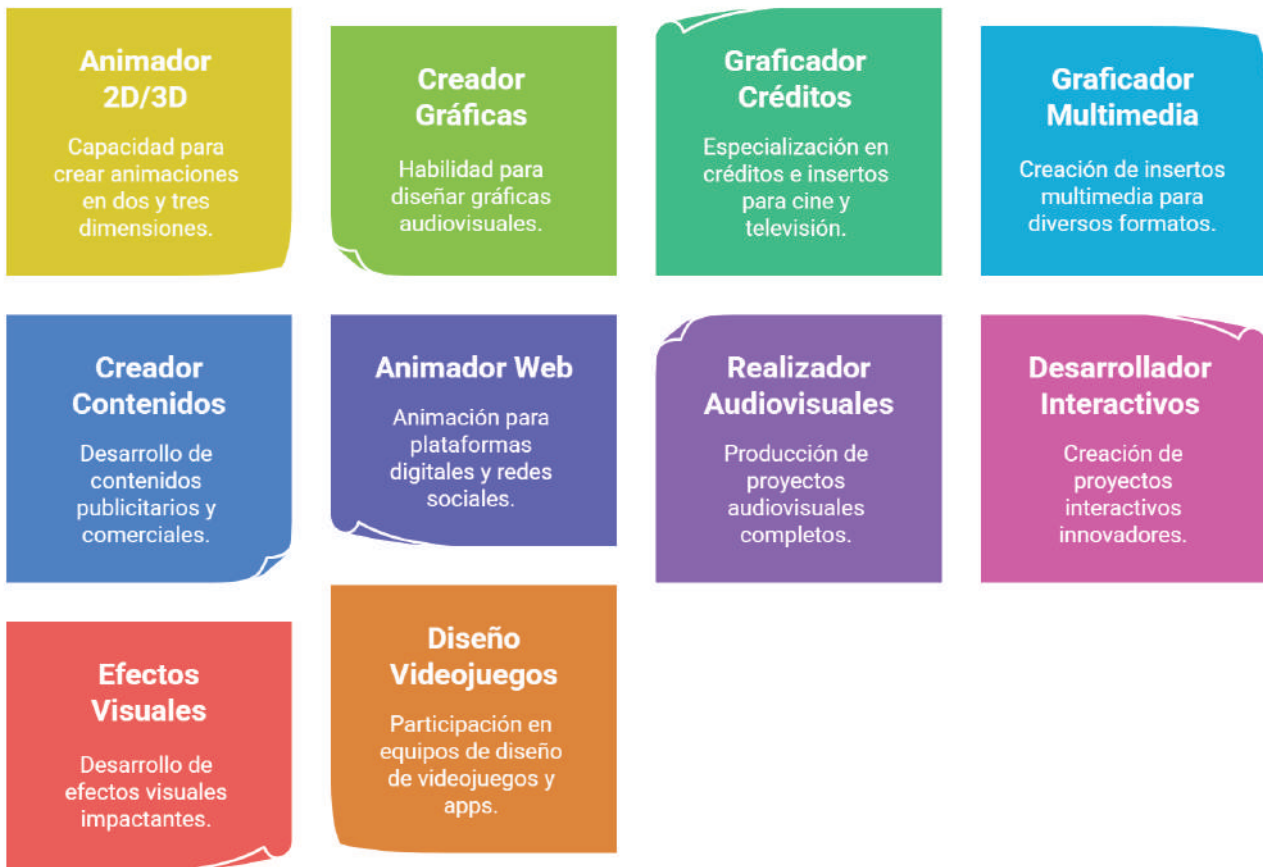 Animador
2D/3D
Capacidad para
crear animaciones
en dos y tres
dimensiones.
Creador
Gráficas
Habilidad para
diseñar gráficas
audiovisuales.
Graficador
Créditos
Especialización en
créditos e insertos
para cine y
televisión.
Graficador
Multimedia
Creación de insertos
multimedia para
diversos formatos.
Creador
Contenidos
Desarrollo de
contenidos
publicitarios y
comerciales.
Animador Web
Animación para
plataformas
digitales y redes
sociales.
Realizador
Audiovisuales
Producción de
proyectos
audiovisuales
completos.
Desarrollador
Interactivos
Creación de
proyectos
interactivos
innovadores.
Efectos
Visuales
Desarrollo de
efectos visuales
impactantes.
Diseño
Videojuegos
Participación en
equipos de diseño
de videojuegos y
apps.